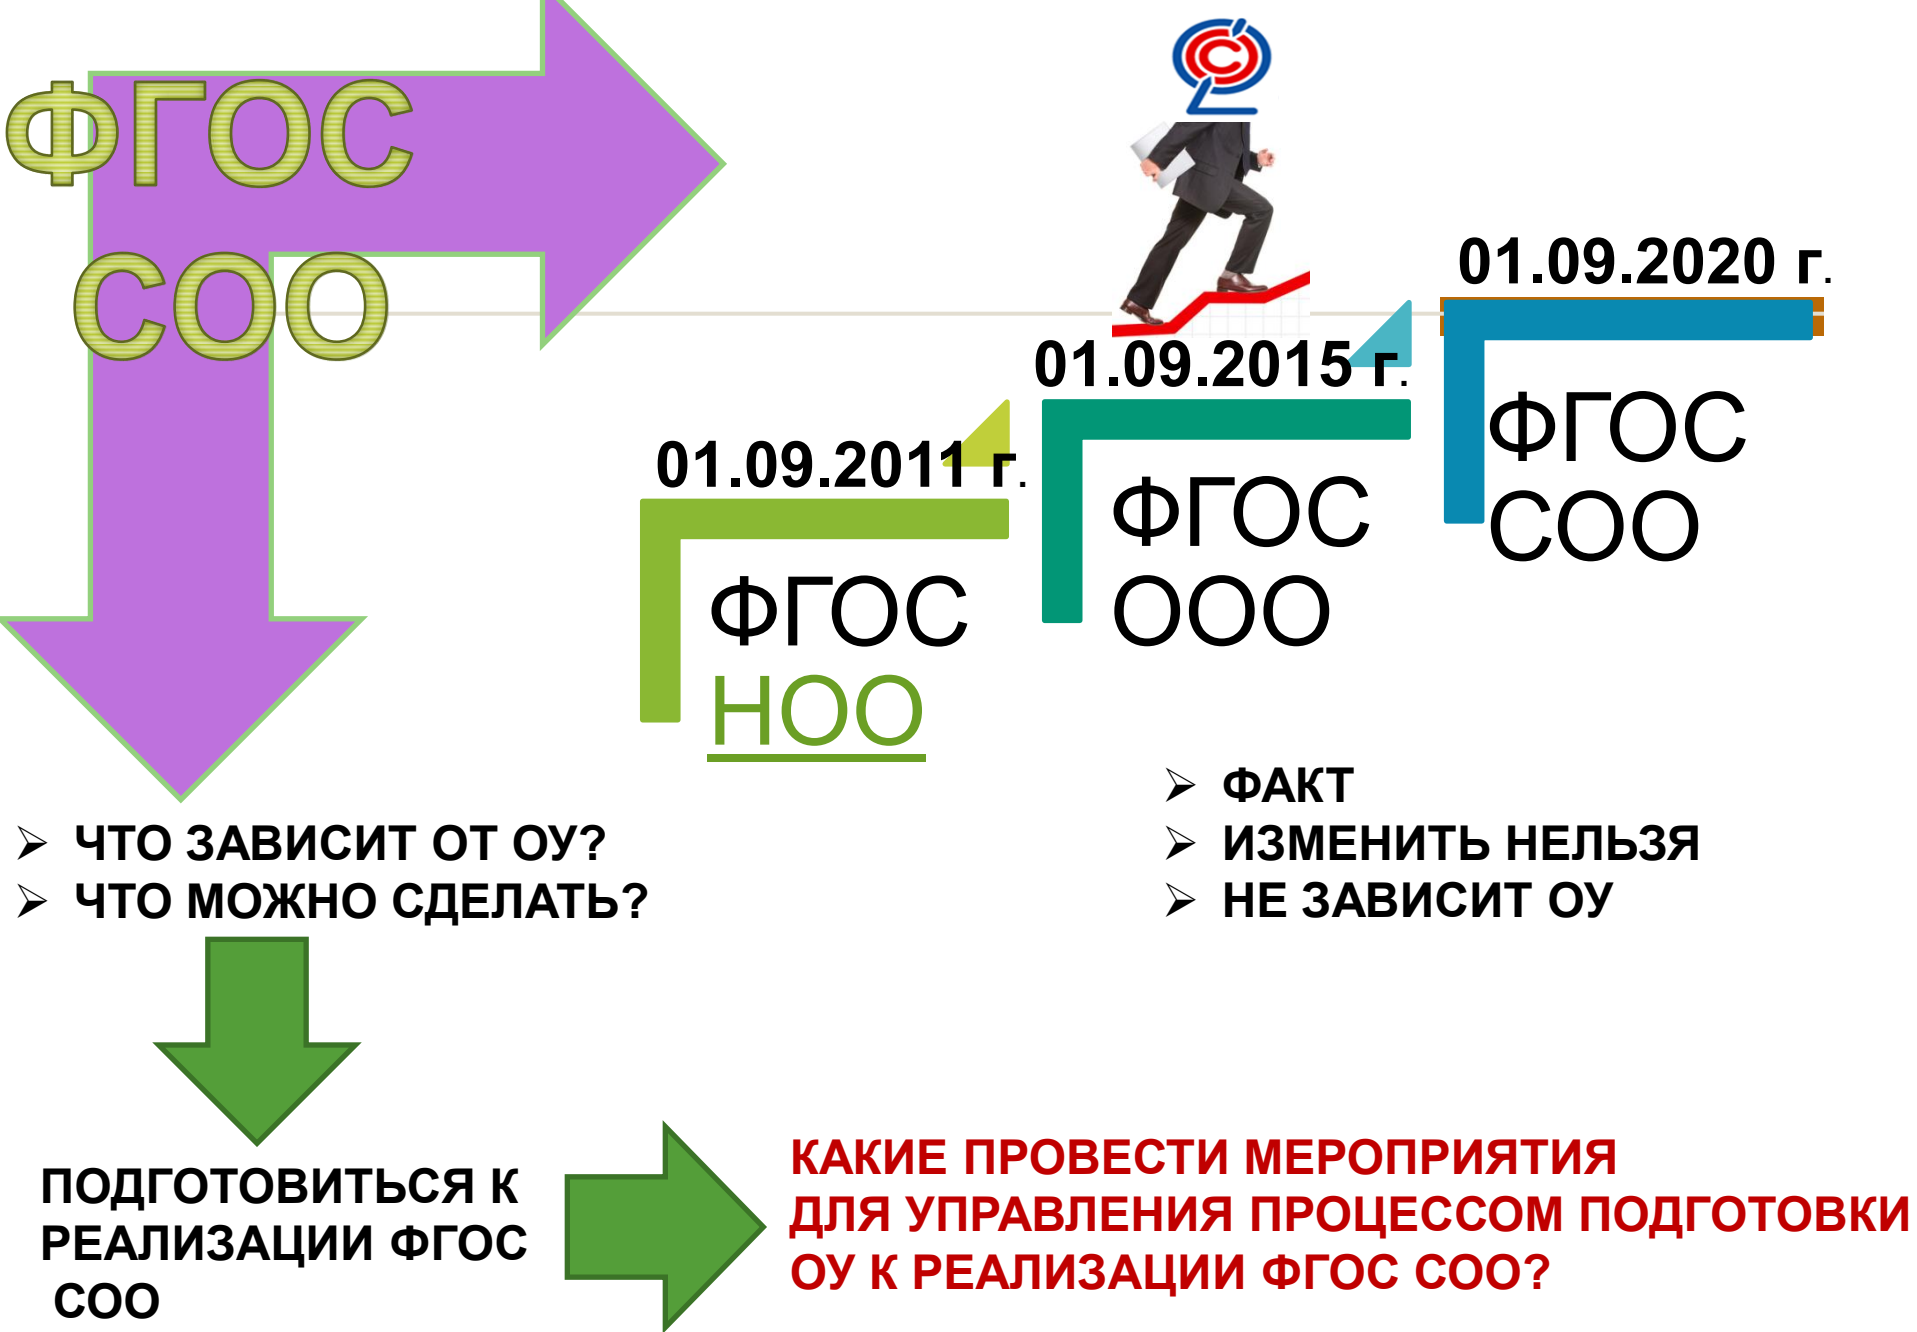 ФГОС
СОО
01.09.2020 г.
01.09.2015 г.
01.09.2011 г.
ФГОС
СОО
ФГОС
ООО
ФГОС
НОО
➢ ЧТО ЗАВИСИТ ОТ ОУ?
➢ ЧТО МОЖНО СДЕЛАТЬ?
➢ ФАКТ
➢ ИЗМЕНИТЬ НЕЛЬЗЯ
➢ НЕ ЗАВИСИТ ОУ
ПОДГОТОВИТЬСЯ К
РЕАЛИЗАЦИИ ФГОС
СОО
КАКИЕ ПРОВЕСТИ МЕРОПРИЯТИЯ
ДЛЯ УПРАВЛЕНИЯ ПРОЦЕССОМ ПОДГОТОВКИ
ОУ К РЕАЛИЗАЦИИ ФГОС СОО?